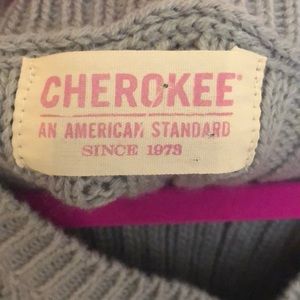 CHEROKEE®
AN AMERICAN STANDARD
SINCE 1973